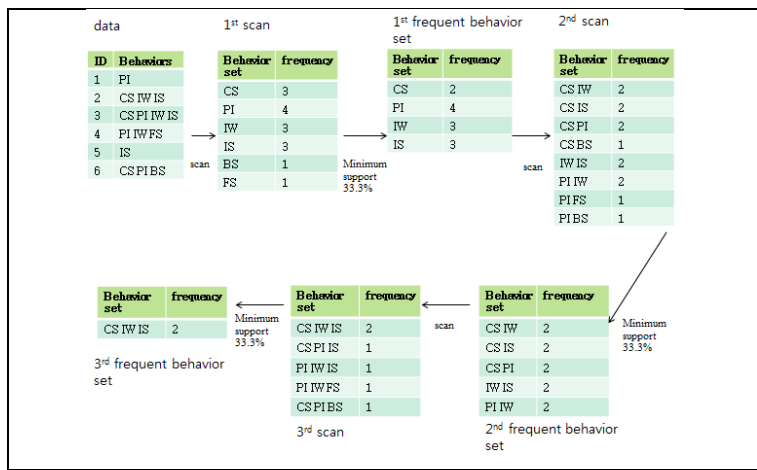 data
1st scan
1st frequent behavior
set
2nd scan
ID Behaviors
1 PI
2 CS IW IS
3 CS PI IW IS
4 PI IW FS
5 IS
6 CS PI BS
scan
Behavior
set frequency
CS 3
PI 4
IW 3
IS 3
BS 1
FS 1
Minimum
support
33.3%
Behavior
set frequency
CS 2
PI 4
IW 3
IS 3
scan
Behavior
set frequency
CS IW 2
CS IS 2
CS PI 2
CS BS 1
IW IS 2
PI IW 2
PI FS 1
PI BS 1
Minimum
support
33.3%
Behavior
set frequency
CS IW 2
CS IS 2
CS PI 2
IW IS 2
PI IW 2
2nd frequent behavior
set
scan
Behavior
set frequency
CS IW IS 2
CS PI IS 1
PI IW IS 1
PI IW FS 1
CS PI BS 1
3rd scan
Minimum
support
33.3%
Behavior
set frequency
CS IW IS 2
3rd frequent behavior
set